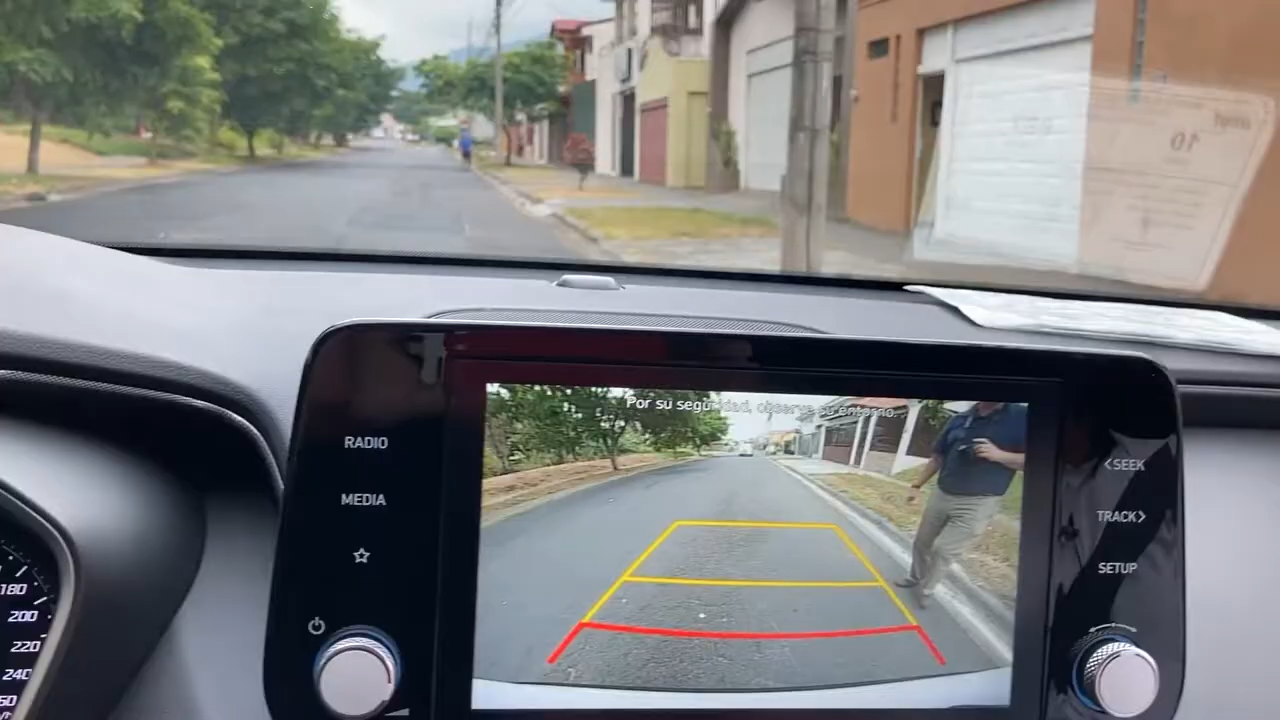 Por su seguridad, observe su entorno.
RADIO
MEDIA
<SEEK
TRACK>
SETUP
180
200
220
240
10